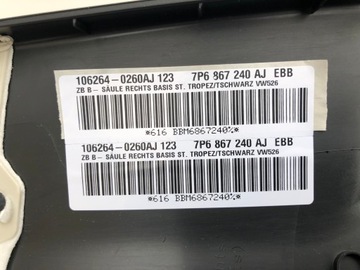 106264-0260AJ 123 7P6 867 240 AJ EBB
ZB B- SÄULE RECHTS BASIS ST. TROPEZ/TSCHWARZ VW526
*616 BBM6867240%*
106264-0260AJ 123 7P6 867 240 AJ EBB
ZB B- SÄULE RECHTS BASIS ST. TROPEZ/TSCHWARZ VW526
*616 BBM6867240%*